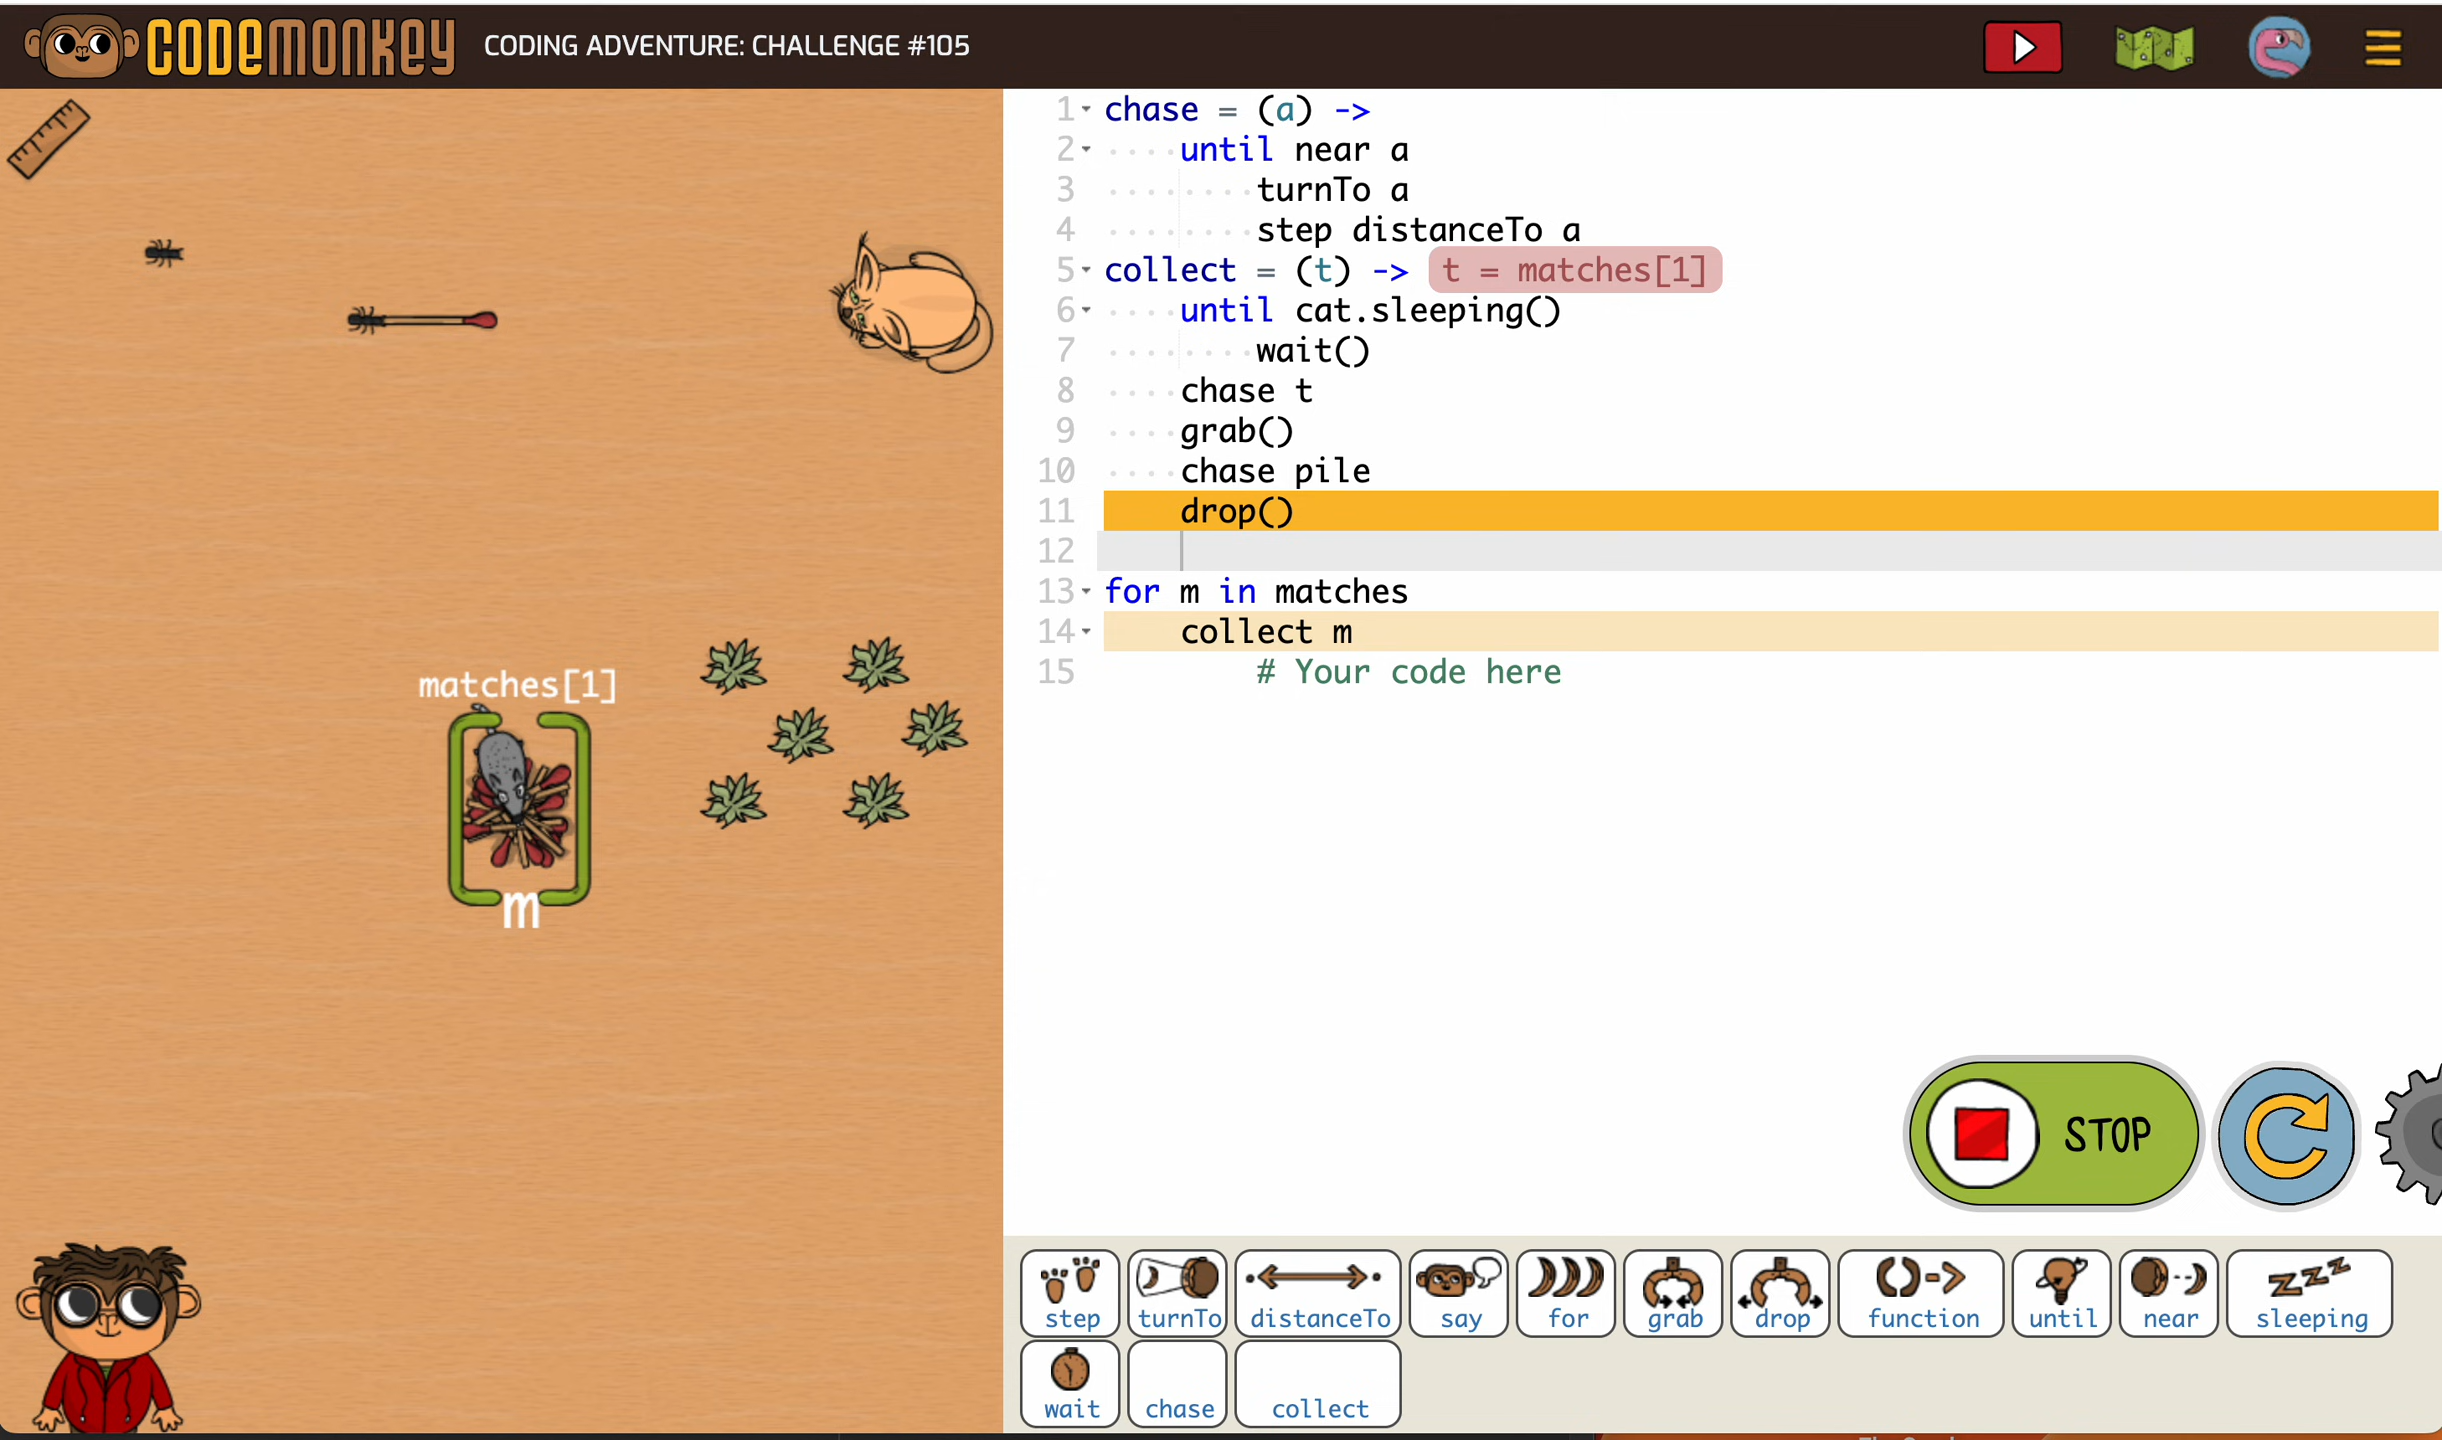 CODEMONKEY CODING ADVENTURE: CHALLENGE #105
1 chase = (a) ->
2 until near a
3 turnTo a
4 step distanceTo a
5 collect = (t) -> t = matches[1]
6 until cat.sleeping()
7 wait()
8 chase t
9 grab()
10 chase pile
11 drop()
12
13 for m in matches
14 collect m
15 # Your code here
matches[1]
m
STOP
step turnTo distanceTo say for grab drop function until near sleeping
wait chase collect